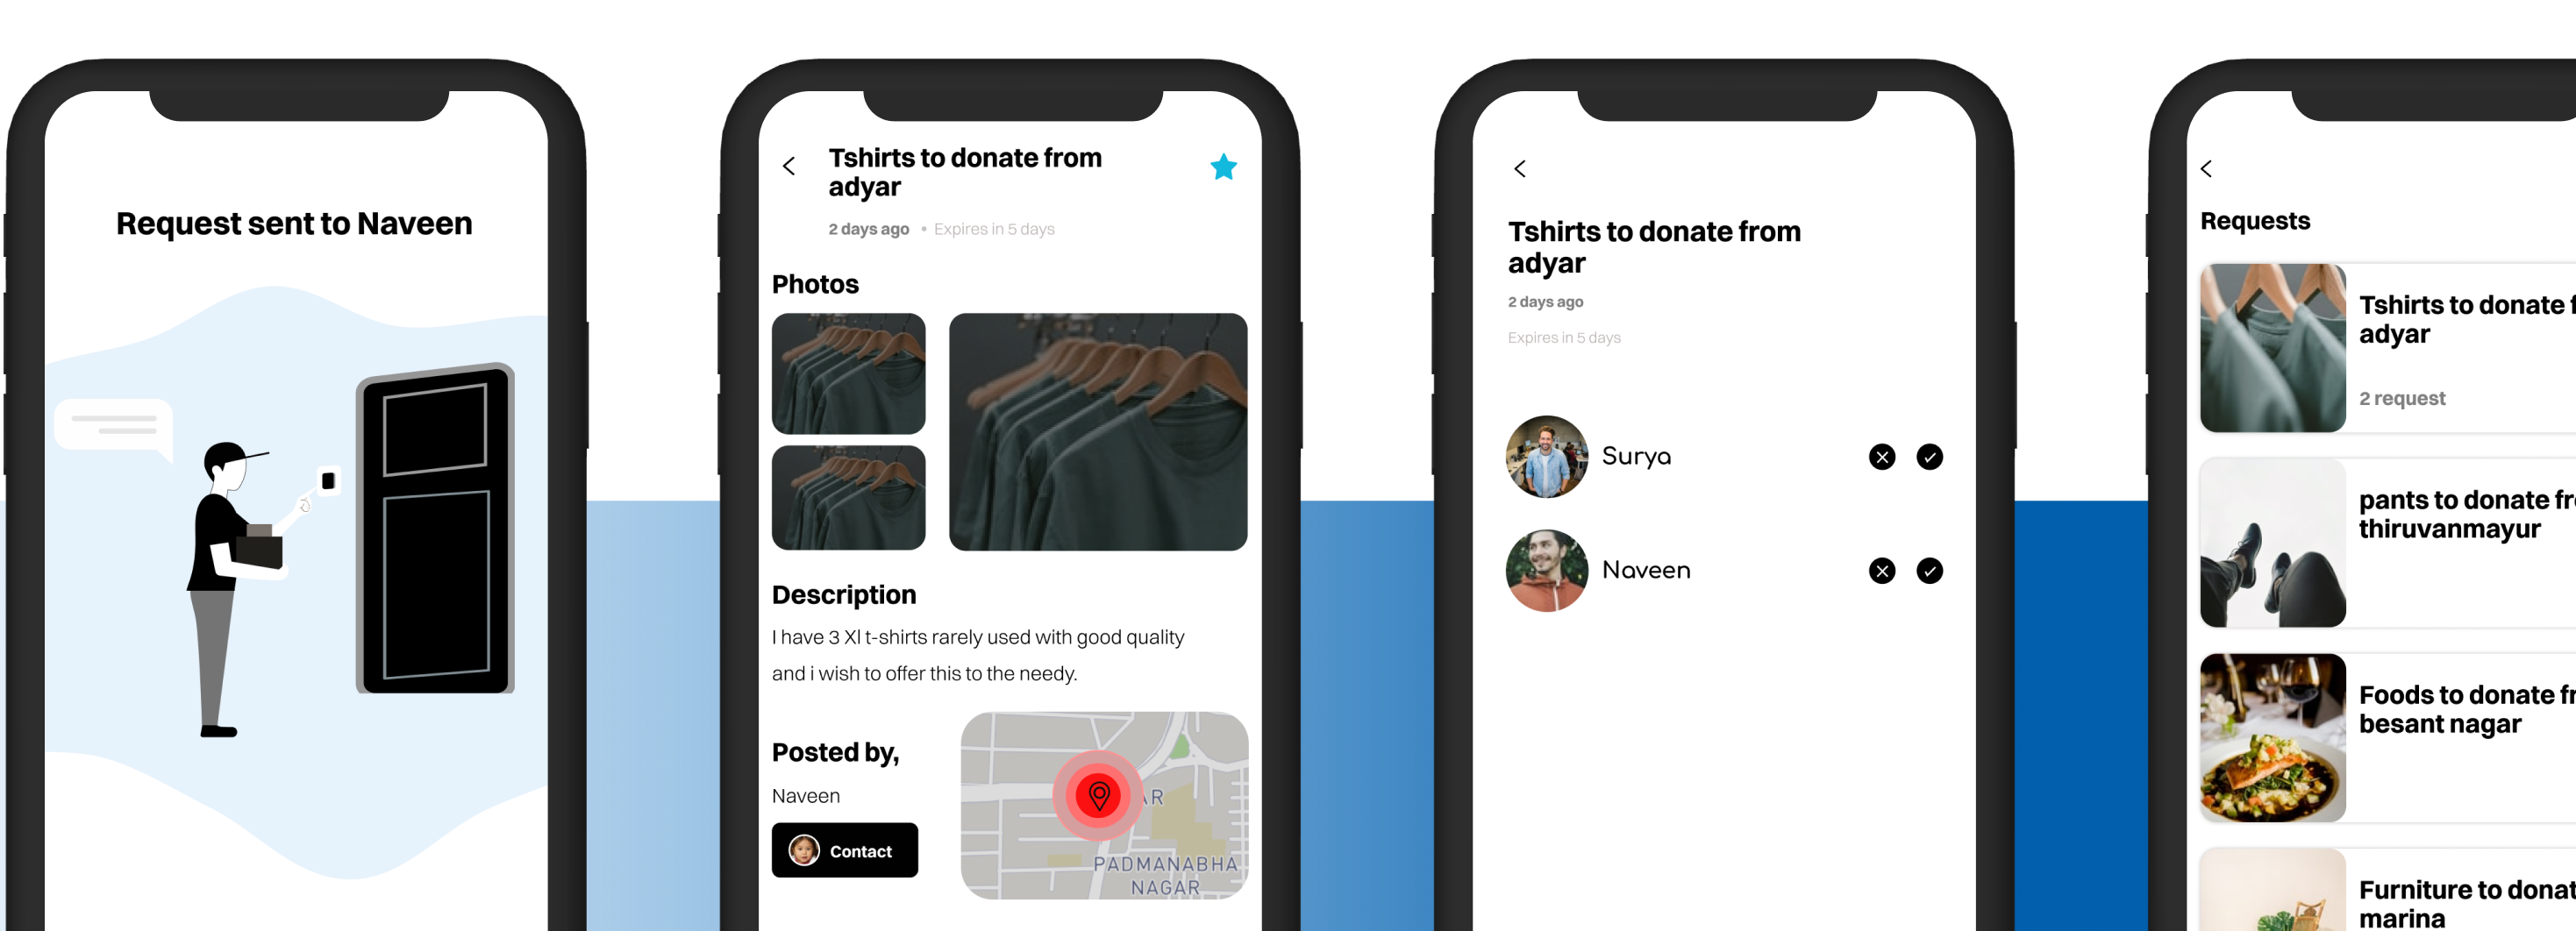 Request sent to Naveen
Tshirts to donate from
adyar
2 days ago • Expires in 5 days
Photos
Description
I have 3 Xl t-shirts rarely used with good quality
and i wish to offer this to the needy.
Posted by,
Naveen
Contact
AR
PADMANABHA
NAGAR
Tshirts to donate from
adyar
2 days ago
Expires in 5 days
Surya
Naveen
Requests
Tshirts to donate f
adyar
2 request
pants to donate fr
thiruvanmayur
Foods to donate fr
besant nagar
Furniture to donat
marina